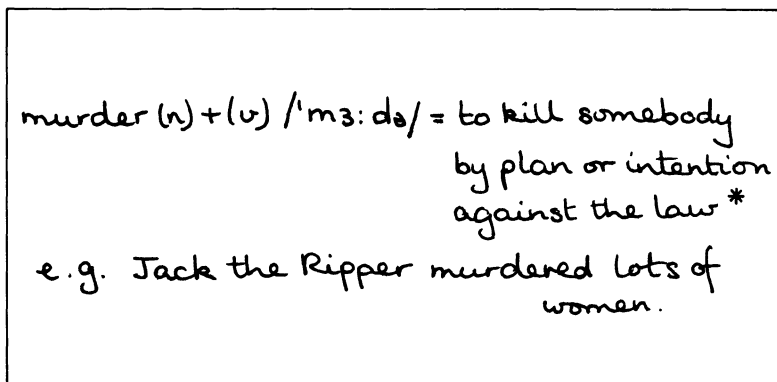 murder (n) + (v) /'mɜ: də/ = to kill somebody
by plan or intention
against the law *
e.g. Jack the Ripper murdered lots of
women.